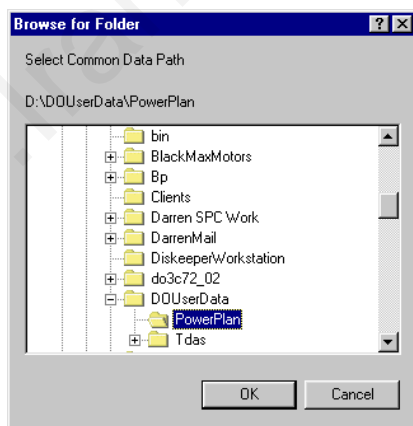 Browse for Folder
Select Common Data Path
D:\DOUserData\PowerPlan
bin
BlackMaxMotors
Bp
Clients
Darren SPC Work
DarrenMail
DiskeeperWorkstation
do3c72_02
DOUserData
PowerPlan
Tdas
OK Cancel